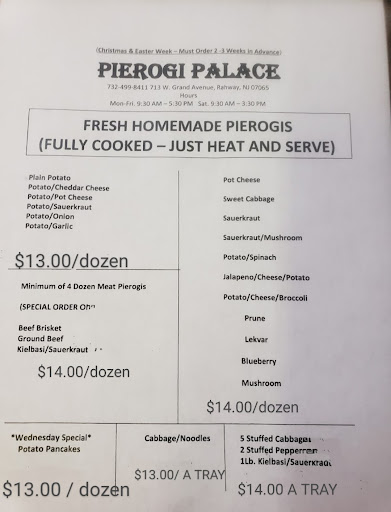 (Christmas & Easter Week – Must Order 2 -3 Weeks in Advance)
PIEROGI PALACE
732-499-8411 713 W. Grand Avenue, Rahway, NJ 07065
Hours
Mon-Fri. 9:30 AM – 5:30 PM Sat. 9:30 AM – 3:30 PM
FRESH HOMEMADE PIEROGIS
(FULLY COOKED – JUST HEAT AND SERVE)
Plain Potato
Potato/Cheddar Cheese
Potato/Pot Cheese
Potato/Sauerkraut
Potato/Onion
Potato/Garlic
$13.00/dozen
Minimum of 4 Dozen Meat Pierogis
(SPECIAL ORDER
Beef Brisket
Ground Beef
Kielbasi/Sauerkraut
$14.00/dozen
Pot Cheese
Sweet Cabbage
Sauerkraut
Sauerkraut/Mushroom
Potato/Spinach
Jalapeno/Cheese/Potato
Potato/Cheese/Broccoli
Prune
Lekvar
Blueberry
Mushroom
$14.00/dozen
*Wednesday Special*
Potato Pancakes
$13.00 / dozen
Cabbage/Noodles
$13.00/ A TRAY
5 Stuffed Cabbages
2 Stuffed
1Lb. Kielbasi/Sauerkraut
$14.00 A TRAY